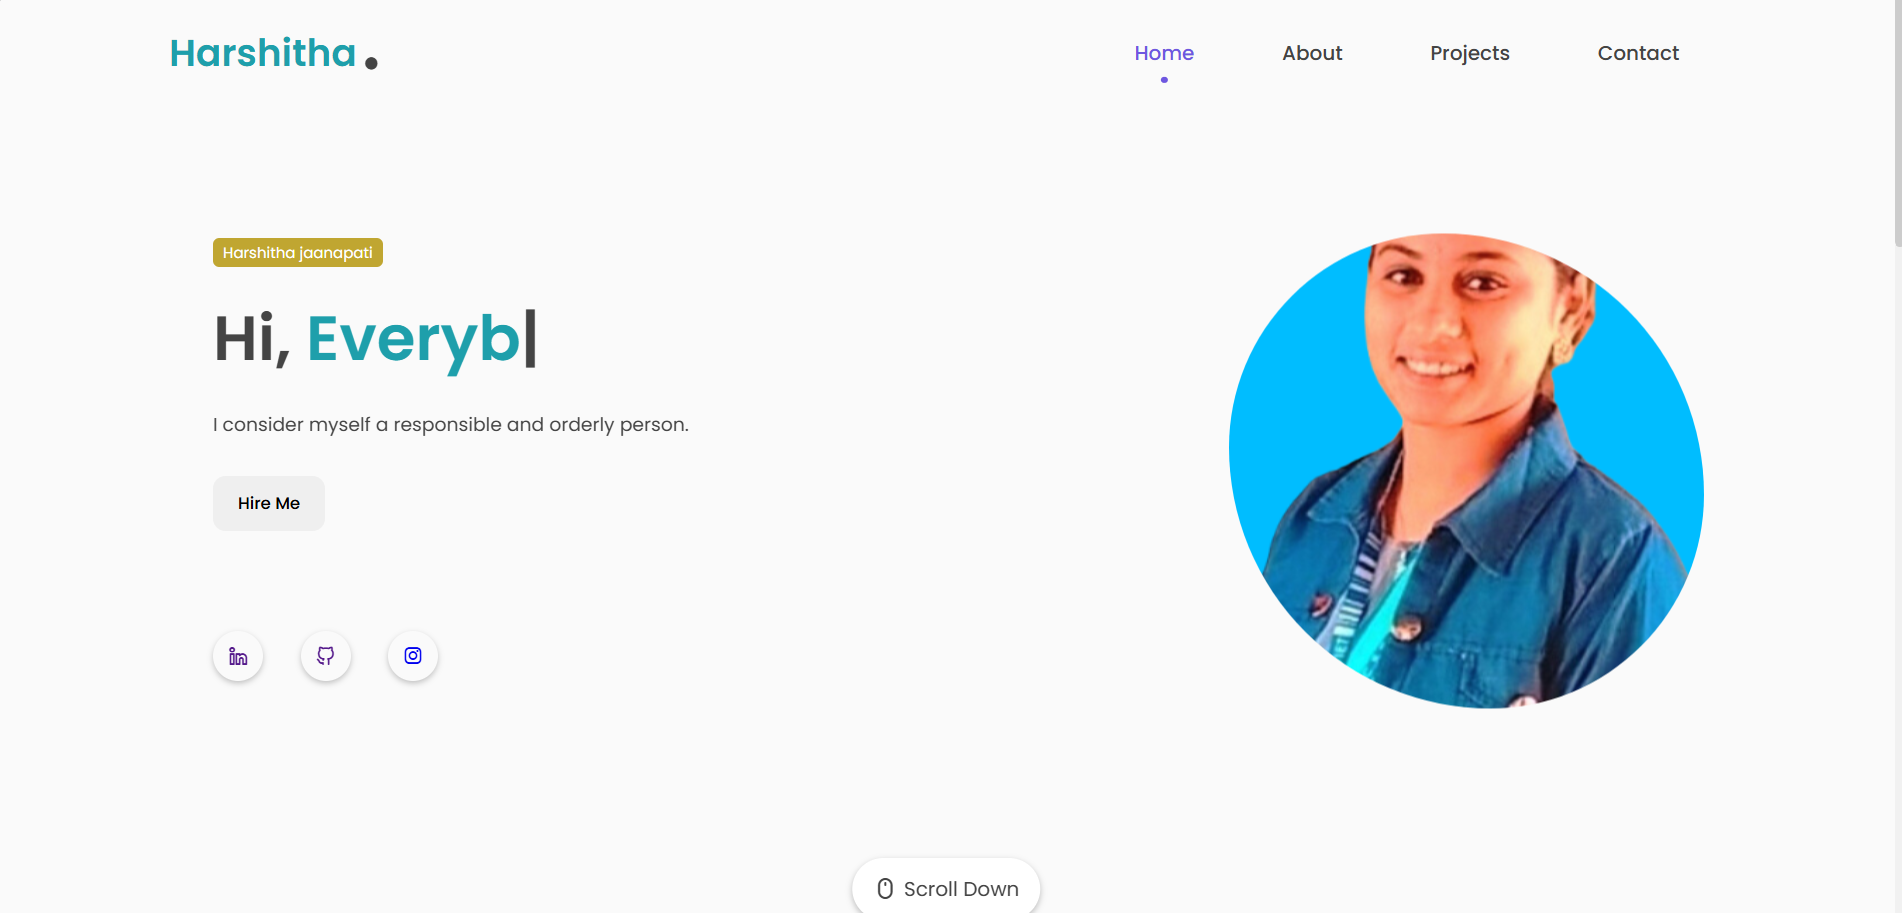 Harshitha .
Home About Projects Contact
Harshitha jaanapati
Hi, Everyb|
I consider myself a responsible and orderly person.
Hire Me
in
Scroll Down